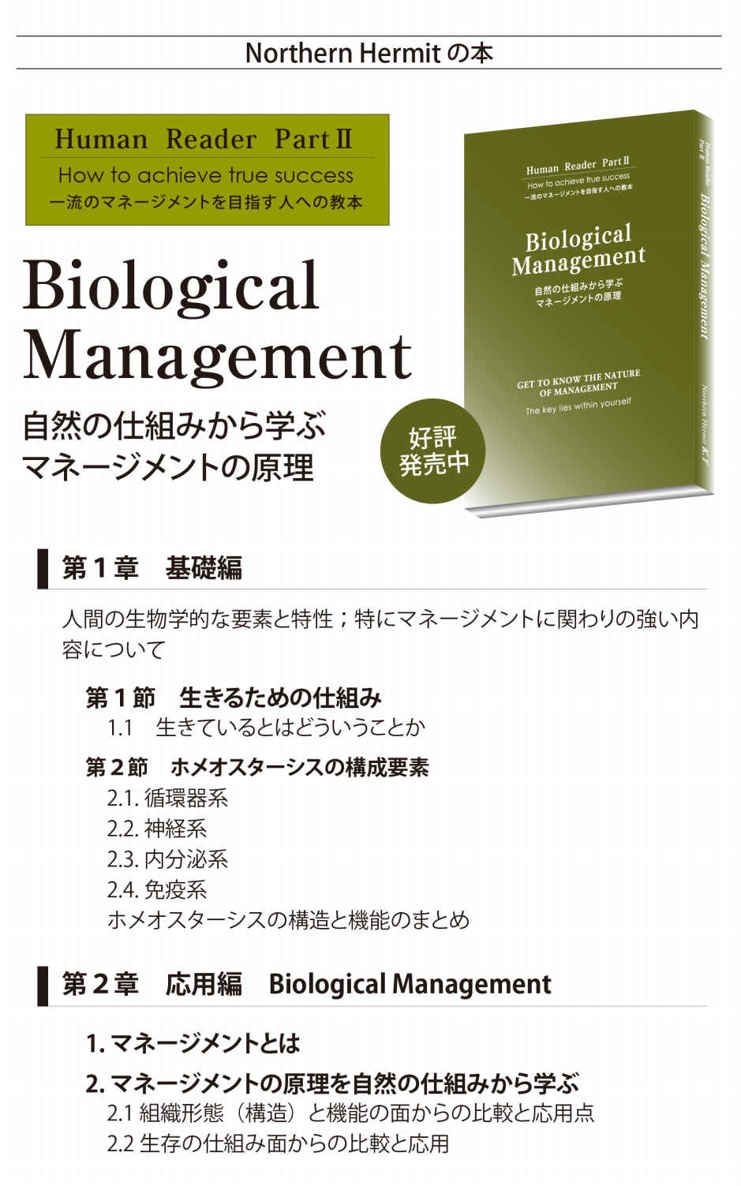 Northern Hermit の本
Human Reader Part Ⅱ
How to achieve true success
一流のマネージメントを目指す人への教本
Biological
Management
自然の仕組みから学ぶ
マネージメントの原理
好評
発売中
Human Reader Part Ⅱ
How to achieve true success
一流のマネージメントを目指す人への教本
Biological
Management
自然の仕組みから学ぶ
マネージメントの原理
GET TO KNOW THE NATURE
OF MANAGEMENT
The key lies within yourself
Human Reader
Part Ⅱ
Biological Management
Northern Hermit K.T
第1章 基礎編
人間の生物学的な要素と特性；特にマネージメントに関わりの強い内
容について
第1節 生きるための仕組み
1.1 生きているとはどういうことか
第2節 ホメオスターシスの構成要素
2.1. 循環器系
2.2. 神経系
2.3. 内分泌系
2.4. 免疫系
ホメオスターシスの構造と機能のまとめ
第2章 応用編 Biological Management
1. マネージメントとは
2. マネージメントの原理を自然の仕組みから学ぶ
2.1 組織形態（構造）と機能の面からの比較と応用点
2.2 生存の仕組み面からの比較と応用